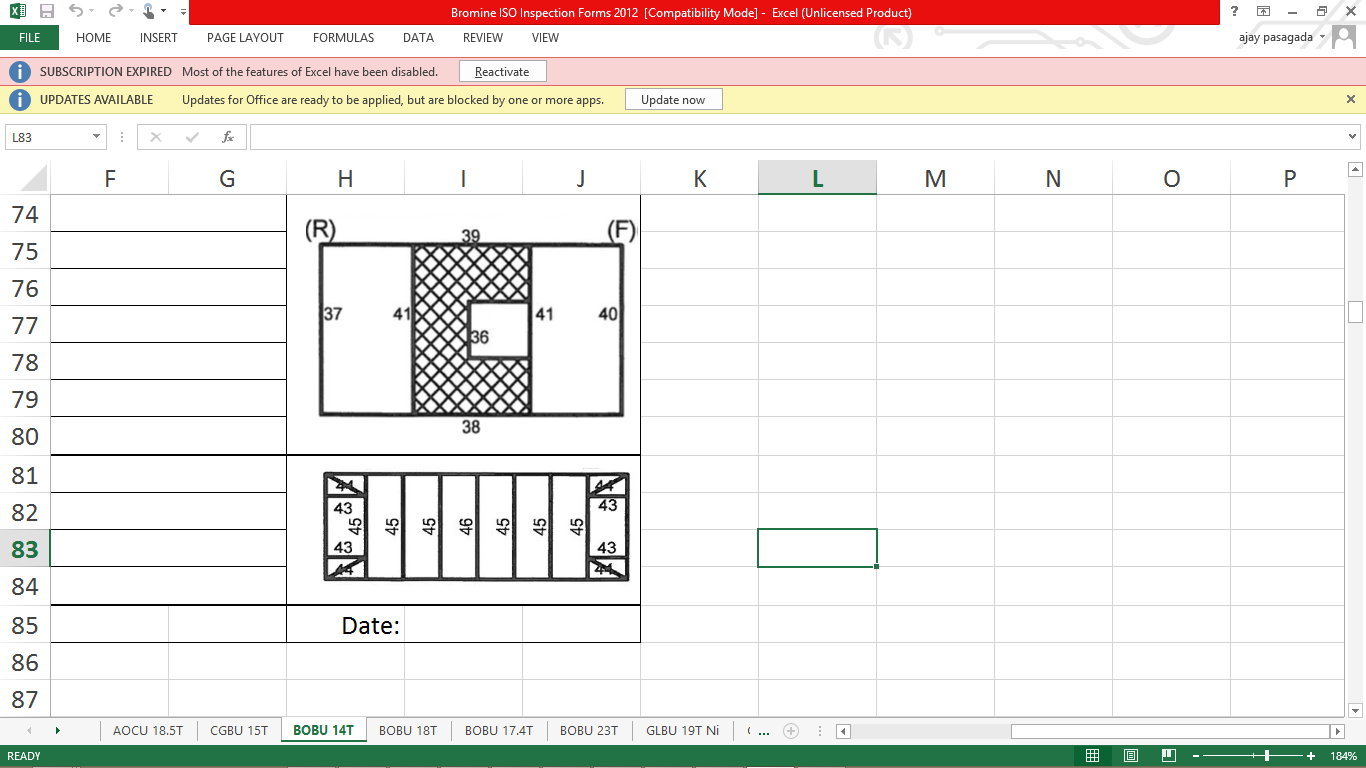 Bromine ISO Inspection Forms 2012 [Compatibility Mode] - Excel (Unlicensed Product)
FILE HOME INSERT PAGE LAYOUT FORMULAS DATA REVIEW VIEW ajay pasagada
SUBSCRIPTION EXPIRED Most of the features of Excel have been disabled. Reactivate
UPDATES AVAILABLE Updates for Office are ready to be applied, but are blocked by one or more apps. Update now
L83 fx
F G H I J K L M N O P
74
(R) 39 (F)
75
76
77 37 41 41 40
36
78
79
80 38
81 44 44
43 43
82 45 45 45 46 45 45 45
83 43 43
84 44 44
85 Date:
86
87
AOCU 18.5T CGBU 15T BOBU 14T BOBU 18T BOBU 17.4T BOBU 23T GLBU 19T Ni ...
READY 184%